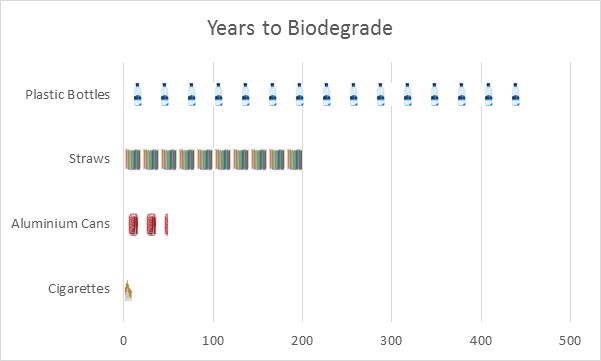 Years to Biodegrade
Plastic Bottles
Straws
Aluminium Cans
Cigarettes
0 100 200 300 400 500